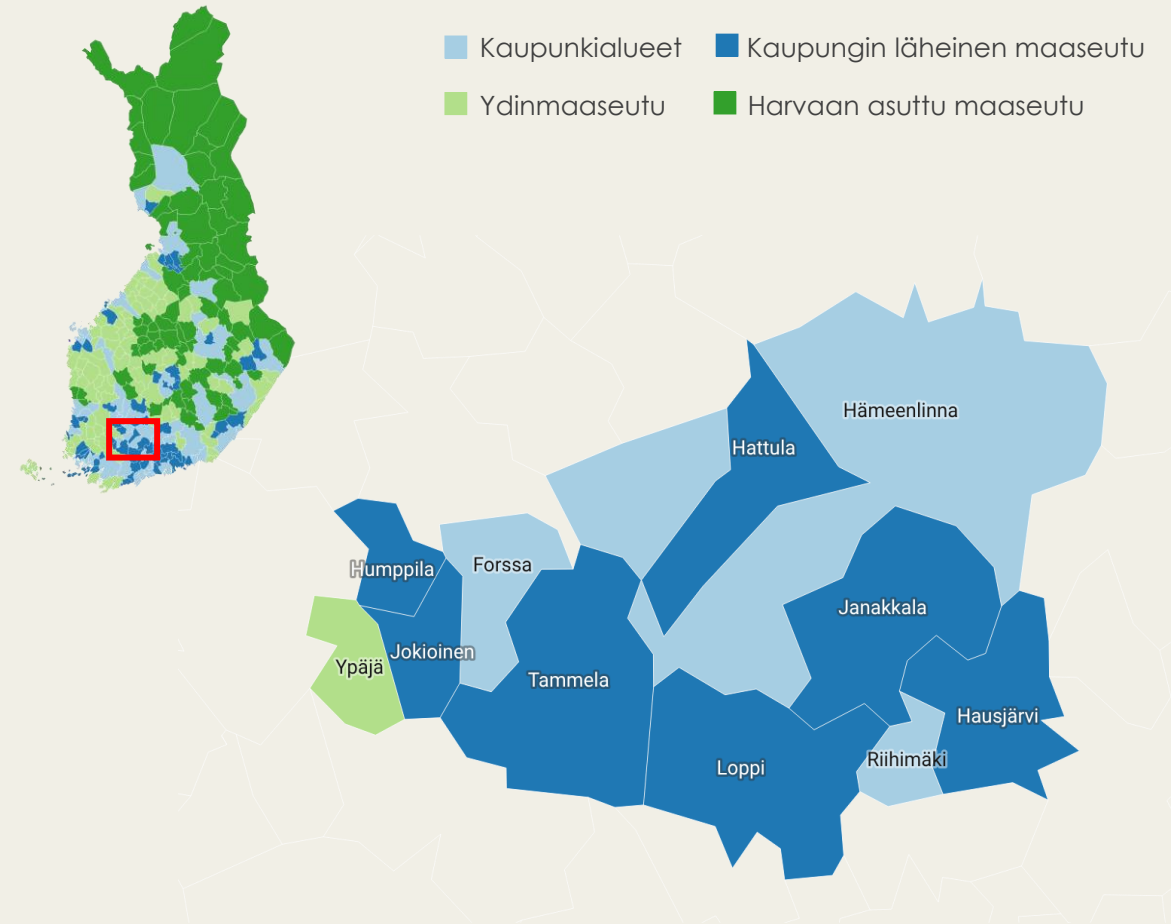 Kaupunkialueet Kaupungin läheinen maaseutu
Ydinmaaseutu Harvaan asuttu maaseutu
Hämeenlinna
Hattula
Humppila
Forssa
Janakkala
Jokioinen
Ypäjä
Tammela
Hausjärvi
Riihimäki
Loppi